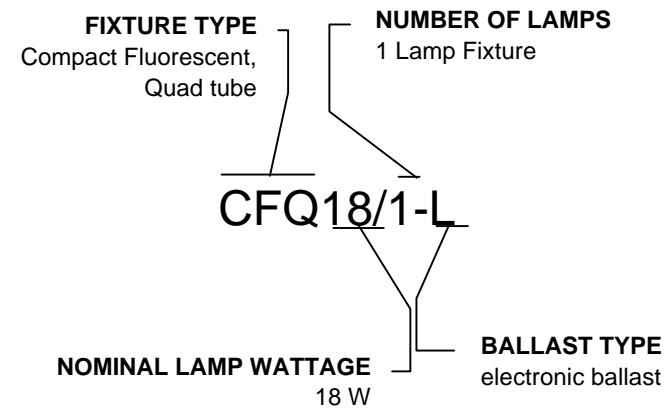 FIXTURE TYPE
Compact Fluorescent,
Quad tube
NUMBER OF LAMPS
1 Lamp Fixture
CFQ18/1-L
NOMINAL LAMP WATTAGE
18 W
BALLAST TYPE
electronic ballast